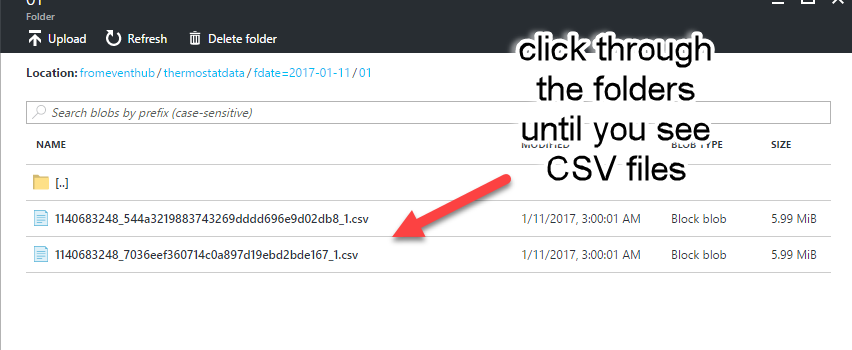 01
Folder
Upload Refresh Delete folder
Location: fromeventhub / thermostatdata / fdate=2017-01-11 / 01
click through
the folders
until you see
CSV files
Search blobs by prefix (case-sensitive)
NAME MODIFIED BLOB TYPE SIZE
[..]
1140683248_544a3219883743269dddd696e9d02db8_1.csv 1/11/2017, 3:00:01 AM Block blob 5.99 MiB
1140683248_7036eef360714c0a897d19ebd2bde167_1.csv 1/11/2017, 3:00:01 AM Block blob 5.99 MiB